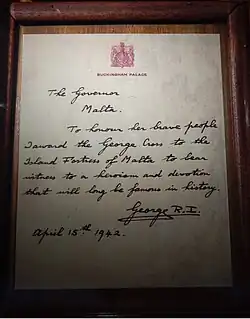 BUCKINGHAM PALACE
The Governor
Malta.
To honour her brave people
I award the George Cross to the
Island Fortress of Malta to bear
witness to a heroism and devotion
that will long be famous in history.
George R.I.
April 15th 1942.